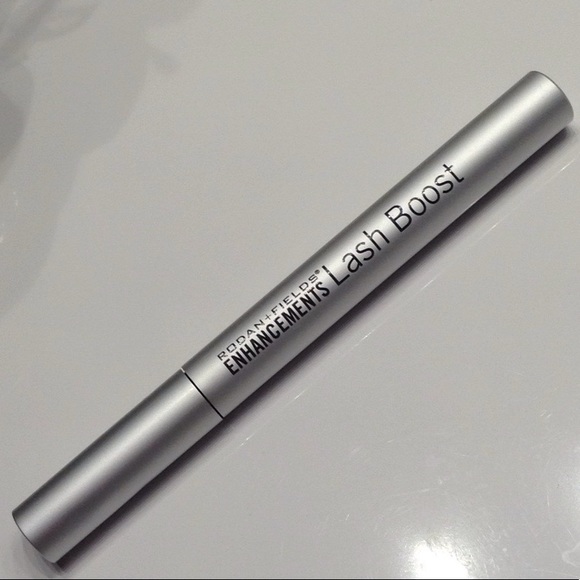 RODAN+FIELDS®
ENHANCEMENTS Lash Boost